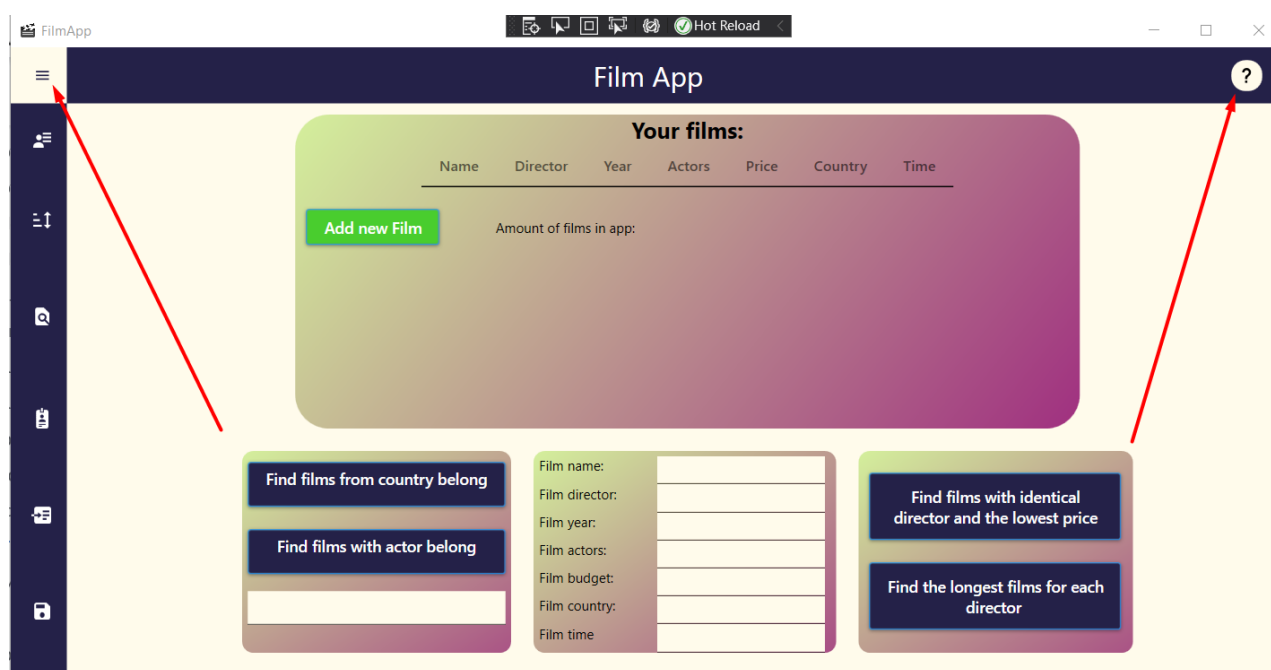 FilmApp
Hot Reload
Film App
?
Your films:
Name Director Year Actors Price Country Time
Add new Film
Amount of films in app:
Find films from country belong
Find films with actor belong
Film name:
Film director:
Film year:
Film actors:
Film budget:
Film country:
Film time
Find films with identical
director and the lowest price
Find the longest films for each
director